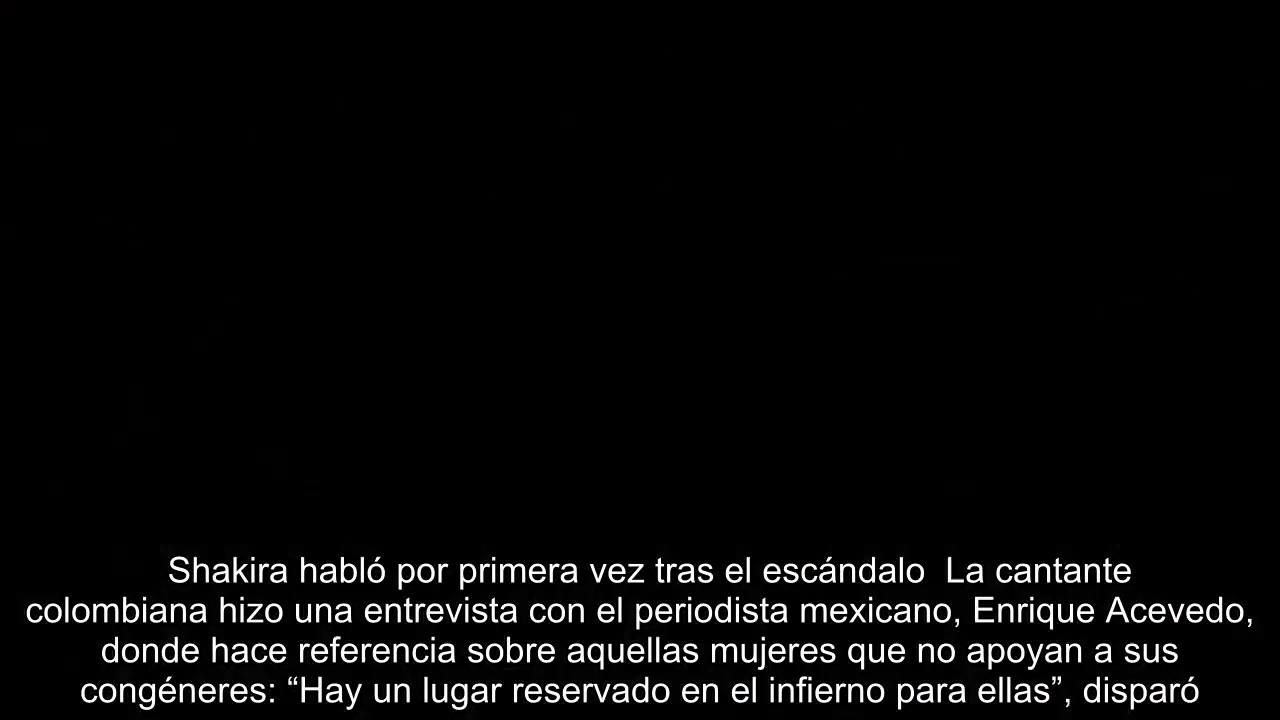 Shakira habló por primera vez tras el escándalo  La cantante
colombiana hizo una entrevista con el periodista mexicano, Enrique Acevedo,
donde hace referencia sobre aquellas mujeres que no apoyan a sus
congéneres: “Hay un lugar reservado en el infierno para ellas”, disparó